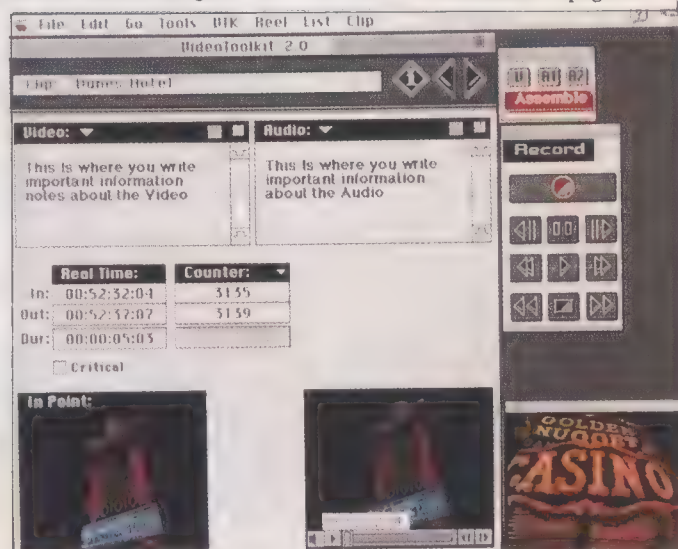 File Edit Go Tools VTK Reel List Clip
VideoToolkit 2.0
Clip Dunes Hotel
V A1 A2
Assemble
Video:
Audio:
This is where you write
important information
notes about the Video
This is where you write
important information
about the Audio
Record
Real Time:
Counter:
In: 00:52:32:04 3135
Out: 00:52:37:07 3139
Dur: 00:00:05:03
Critical
In Point:
GOLDEN
NUGGET
CASINO